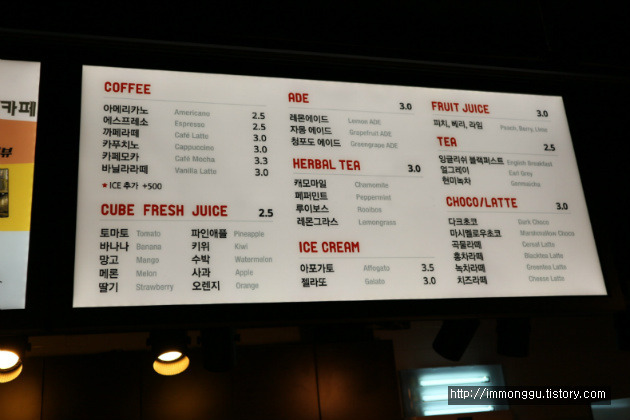 카페
COFFEE
아메리카노 Americano 2.5
에스프레소 Espresso 2.5
까페라떼 Café Latte 3.0
카푸치노 Cappuccino 3.0
카페모카 Café Mocha 3.3
바닐라라떼 Vanilla Latte 3.0
★ ICE 추가 +500
CUBE FRESH JUICE 2.5
토마토 Tomato 파인애플 Pineapple
바나나 Banana 키위 Kiwi
망고 Mango 수박 Watermelon
메론 Melon 사과 Apple
딸기 Strawberry 오렌지 Orange
ADE 3.0
레몬에이드 Lemon ADE
자몽 에이드 Grapefruit ADE
청포도 에이드 Greengrape ADE
HERBAL TEA 3.0
캐모마일 Chamomile
페퍼민트 Peppermint
루이보스 Rooibos
레몬그라스 Lemongrass
ICE CREAM
아포가토 Affogato 3.5
젤라또 Gelato 3.0
FRUIT JUICE 3.0
피치, 베리, 라임 Peach, Berry, Lime
TEA 2.5
잉글리쉬 블랙퍼스트 English Breakfast
얼그레이 Earl Grey
현미녹차 Genmaicha
CHOCO/LATTE 3.0
다크초코 Dark Choco
마시멜로우초코 Marshmallow Choco
곡물라떼 Cereal Latte
홍차라떼 Blacktea Latte
녹차라떼 Greentea Latte
치즈라떼 Cheese Latte
http://immonggu.tistory.com